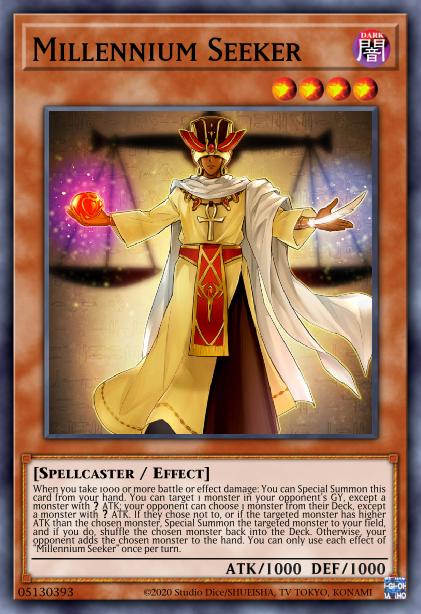 Millennium Seeker
DARK
闇
[Spellcaster / Effect]
When you take 1000 or more battle or effect damage: You can Special Summon this
card from your hand. You can target 1 monster in your opponent's GY, except a
monster with ? ATK; your opponent can choose 1 monster from their Deck, except
a monster with ? ATK. If they chose not to, or if the targeted monster has higher
ATK than the chosen monster, Special Summon the targeted monster to your field,
and if you do, shuffle the chosen monster back into the Deck. Otherwise, your
opponent adds the chosen monster to the hand. You can only use each effect of
"Millennium Seeker" once per turn.
ATK/1000 DEF/1000
05130393 ©2020 Studio Dice/SHUEISHA, TV TOKYO, KONAMI